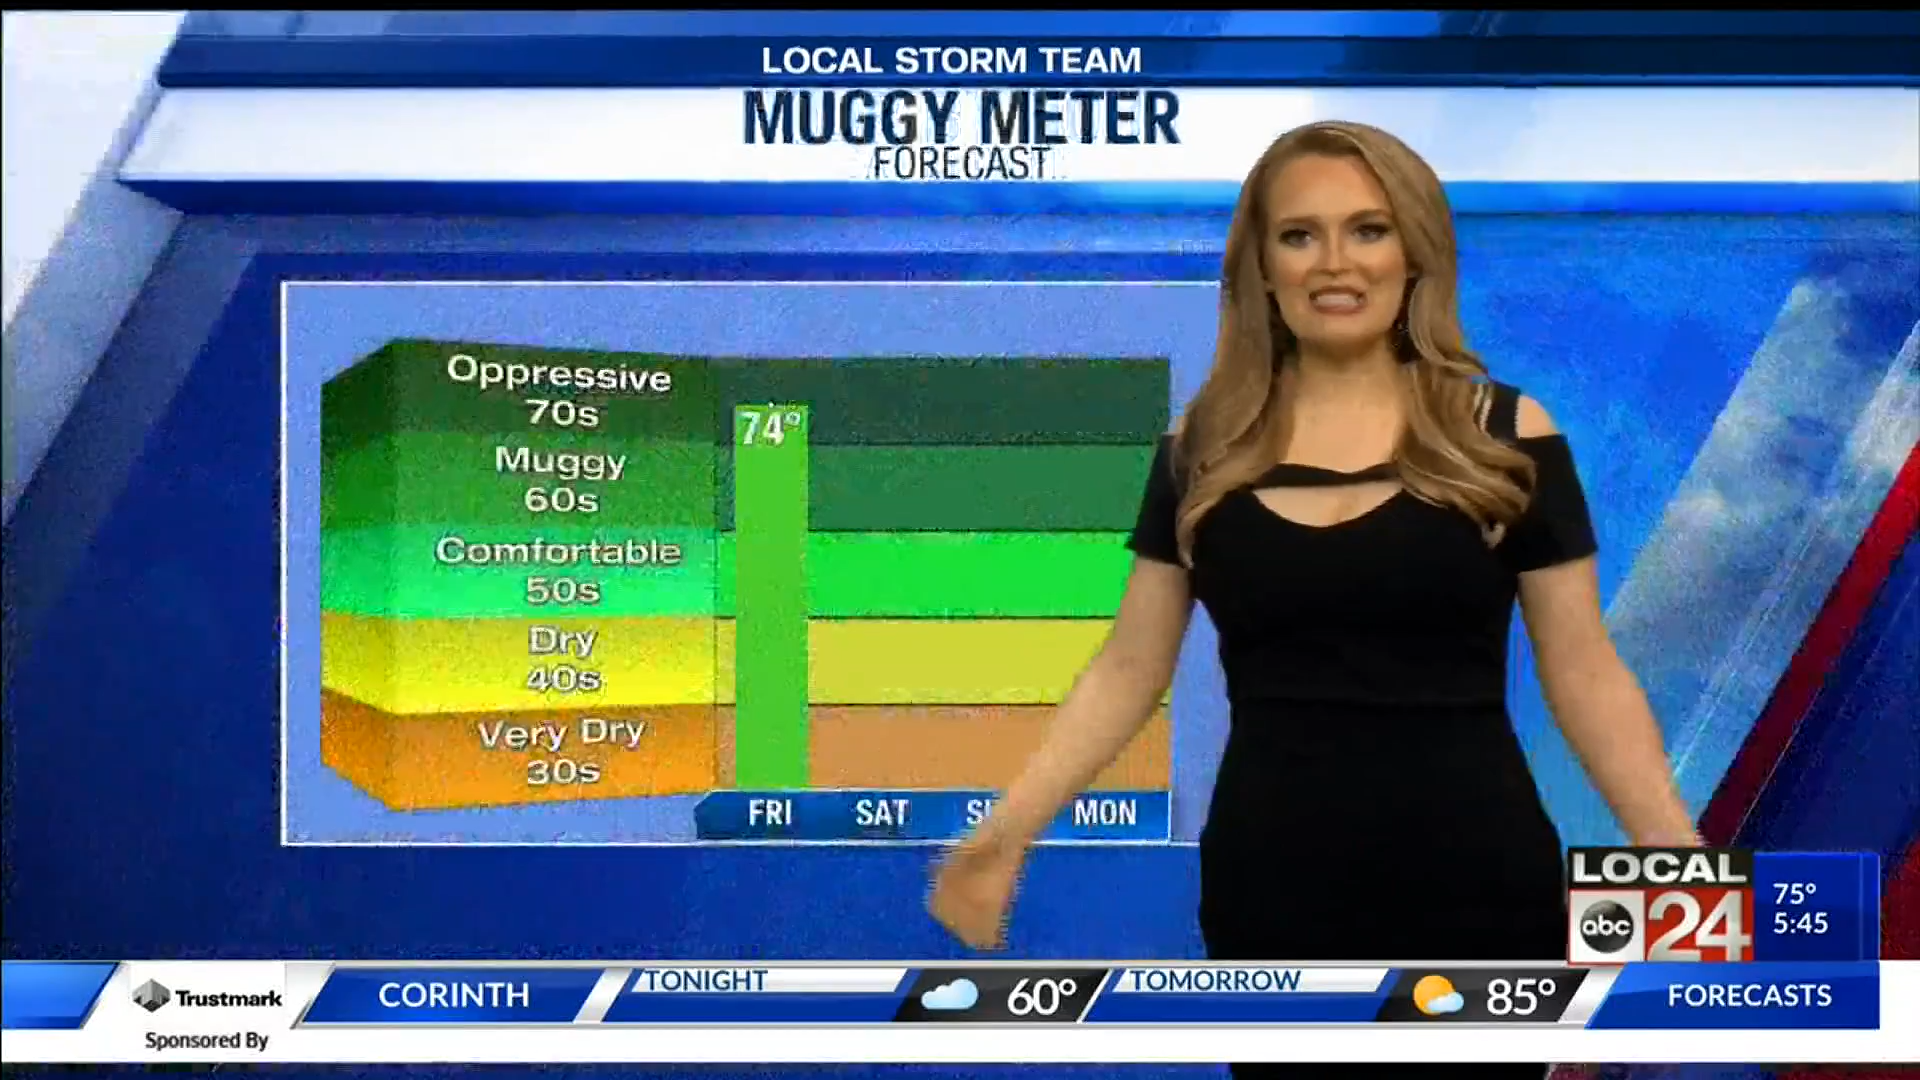 LOCAL STORM TEAM
MUGGY METER
FORECAST
Oppressive
70s
74°
Muggy
60s
Comfortable
50s
Dry
40s
Very Dry
30s
FRI SAT MON
LOCAL
abc 24
75°
5:45
Trustmark
Sponsored By
CORINTH
TONIGHT
60°
TOMORROW
85°
FORECASTS